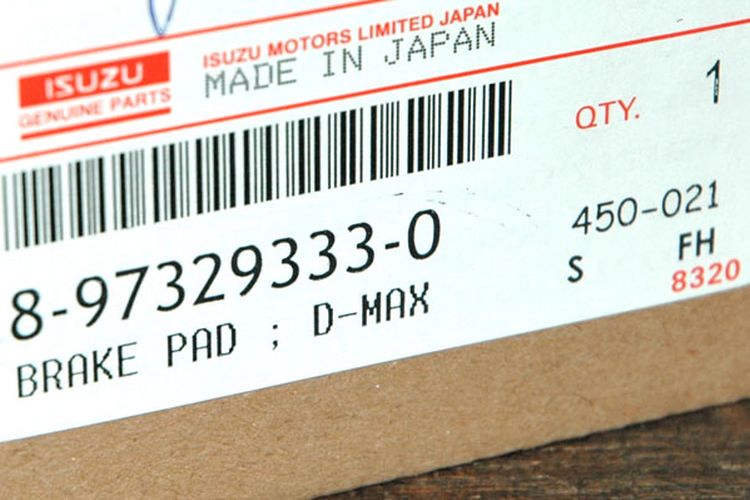 ISUZU
GENUINE PARTS
ISUZU MOTORS LIMITED JAPAN
MADE IN JAPAN
QTY. 1
8-97329333-0
BRAKE PAD ; D-MAX
450-021
S FH
8320